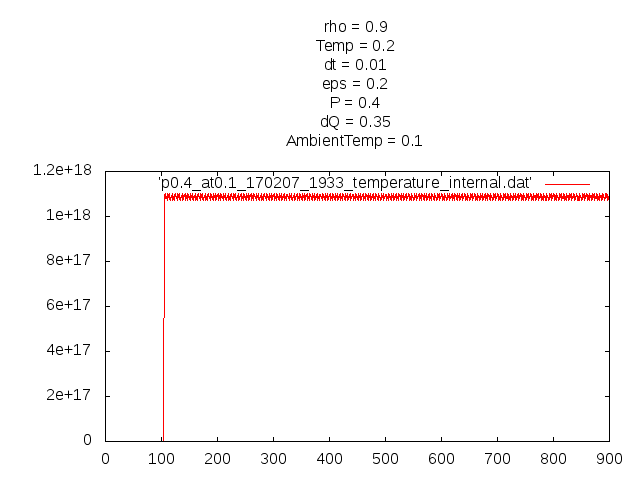 rho = 0.9
Temp = 0.2
dt = 0.01
eps = 0.2
P = 0.4
dQ = 0.35
AmbientTemp = 0.1
'p0.4_at0.1_170207_1933_temperature_internal.dat'
1.2e+18
1e+18
8e+17
6e+17
4e+17
2e+17
0
0 100 200 300 400 500 600 700 800 900